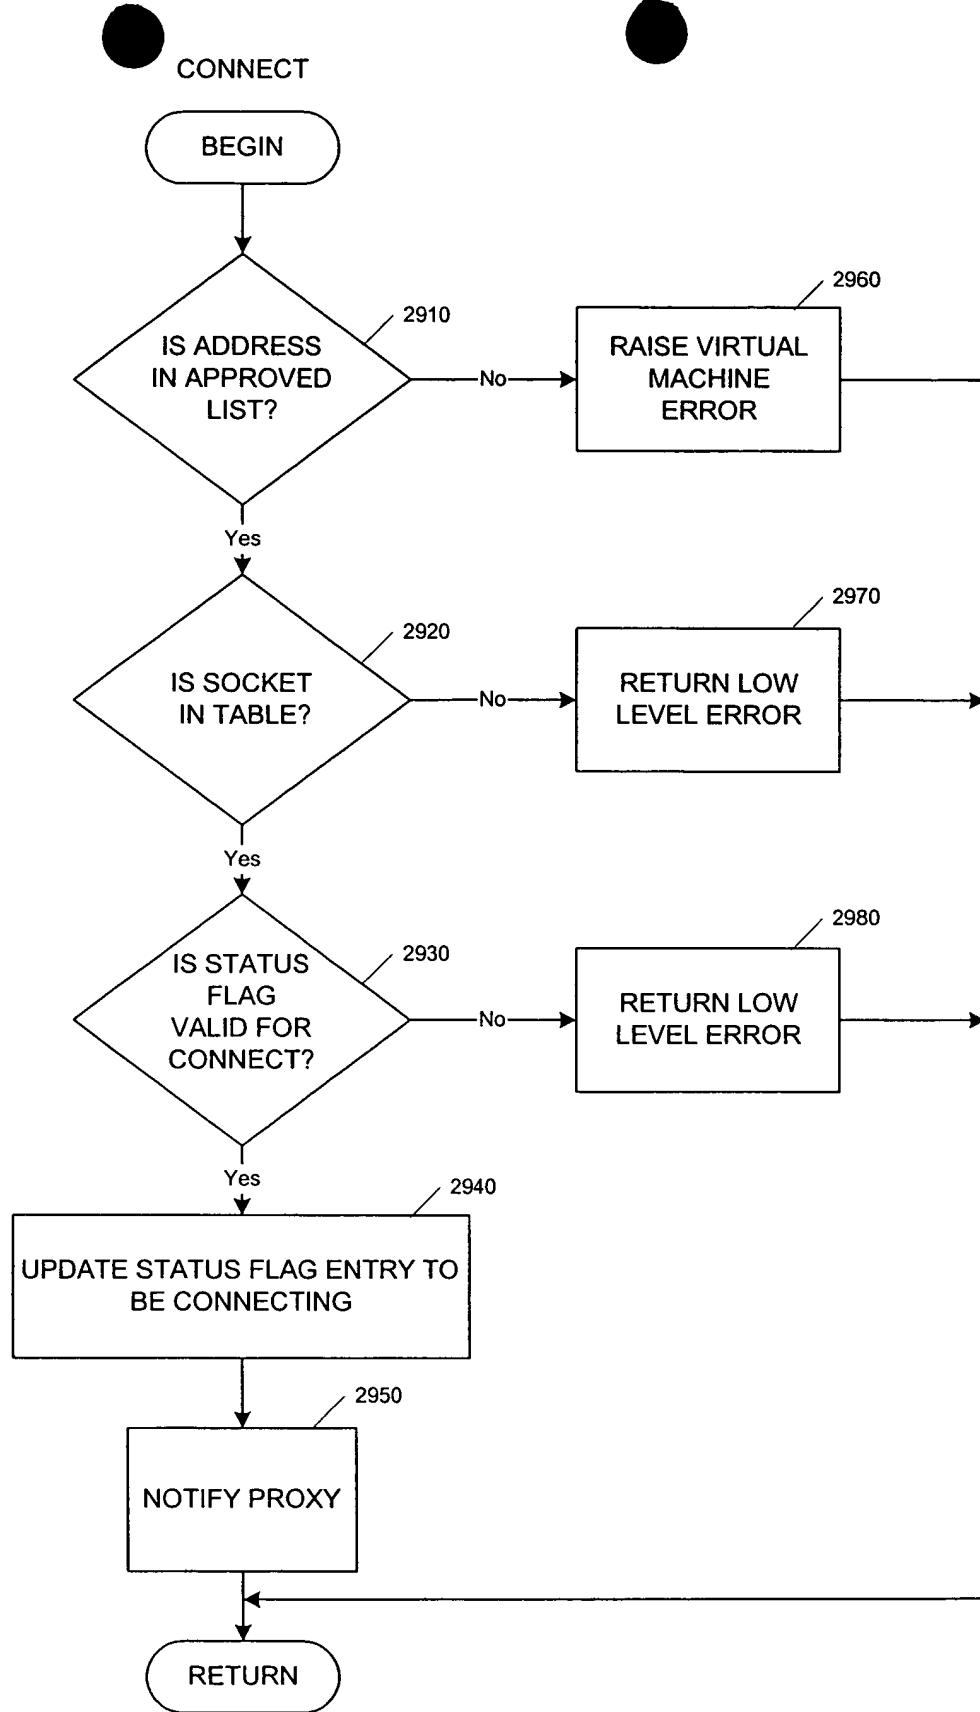 CONNECT
BEGIN
2910
IS ADDRESS
IN APPROVED
LIST?
No
2960
RAISE VIRTUAL
MACHINE
ERROR
Yes
2920
IS SOCKET
IN TABLE?
No
2970
RETURN LOW
LEVEL ERROR
Yes
2930
IS STATUS
FLAG
VALID FOR
CONNECT?
No
2980
RETURN LOW
LEVEL ERROR
Yes
2940
UPDATE STATUS FLAG ENTRY TO
BE CONNECTING
2950
NOTIFY PROXY
RETURN